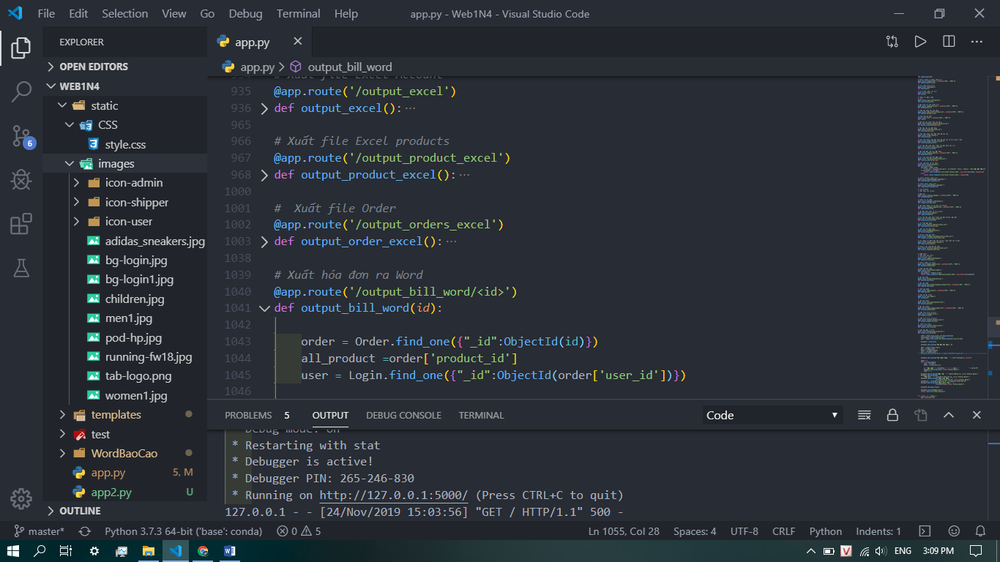 File Edit Selection View Go Debug Terminal Help app.py - Web1N4 - Visual Studio Code
EXPLORER
OPEN EDITORS
WEB1N4
static
CSS
style.css
images
icon-admin
icon-shipper
icon-user
adidas_sneakers.jpg
bg-login.jpg
bg-login1.jpg
children.jpg
men1.jpg
pod-hp.jpg
running-fw18.jpg
tab-logo.png
women1.jpg
templates
test
WordBaoCao
app.py 5, M
app2.py U
OUTLINE
6
app.py
app.py > output_bill_word
934 # Xuất file Excel Account
935 @app.route('/output_excel')
936 def output_excel():…
965
966 # Xuất file Excel products
967 @app.route('/output_product_excel')
968 def output_product_excel():…
1000
1001 #  Xuất file Order
1002 @app.route('/output_orders_excel')
1003 def output_order_excel():…
1038
1039 # Xuất hóa đơn ra Word
1040 @app.route('/output_bill_word/<id>')
1041 def output_bill_word(id):
1042
1043     order = Order.find_one({"_id":ObjectId(id)})
1044     all_product =order['product_id']
1045     user = Login.find_one({"_id":ObjectId(order['user_id'])})
1046
PROBLEMS 5 OUTPUT DEBUG CONSOLE TERMINAL Code
* Debug mode: on
* Restarting with stat
* Debugger is active!
* Debugger PIN: 265-246-830
* Running on http://127.0.0.1:5000/ (Press CTRL+C to quit)
127.0.0.1 - - [24/Nov/2019 15:03:56] "GET / HTTP/1.1" 500 -
master* Python 3.7.3 64-bit ('base': conda) 0 5 Ln 1055, Col 28 Spaces: 4 UTF-8 CRLF Python Indents: 1
V ENG 3:09 PM